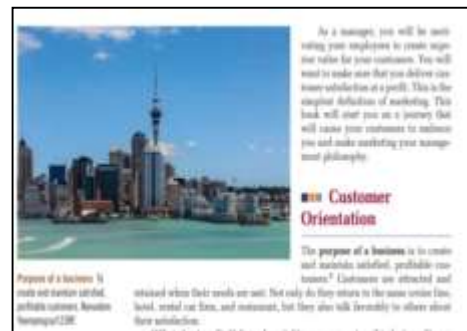 As a manager, you will be moti-
vating your employees to create supe-
rior value for your customers. You will
want to make sure that you deliver cus-
tomer satisfaction at a profit. This is the
simplest definition of marketing. This
book will start you on a journey that
will cause your customers to embrace
you and make marketing your manage-
ment philosophy.
Customer
Orientation
The purpose of a business is to create
and maintain satisfied, profitable cus-
tomers. Customers are attracted and
retained when their needs are met. Not only do they return to the same cruise line,
hotel, rental car firm, and restaurant, but they also talk favorably to others about
their satisfaction.
Purpose of a business To
create and maintain satisfied,
profitable customers.